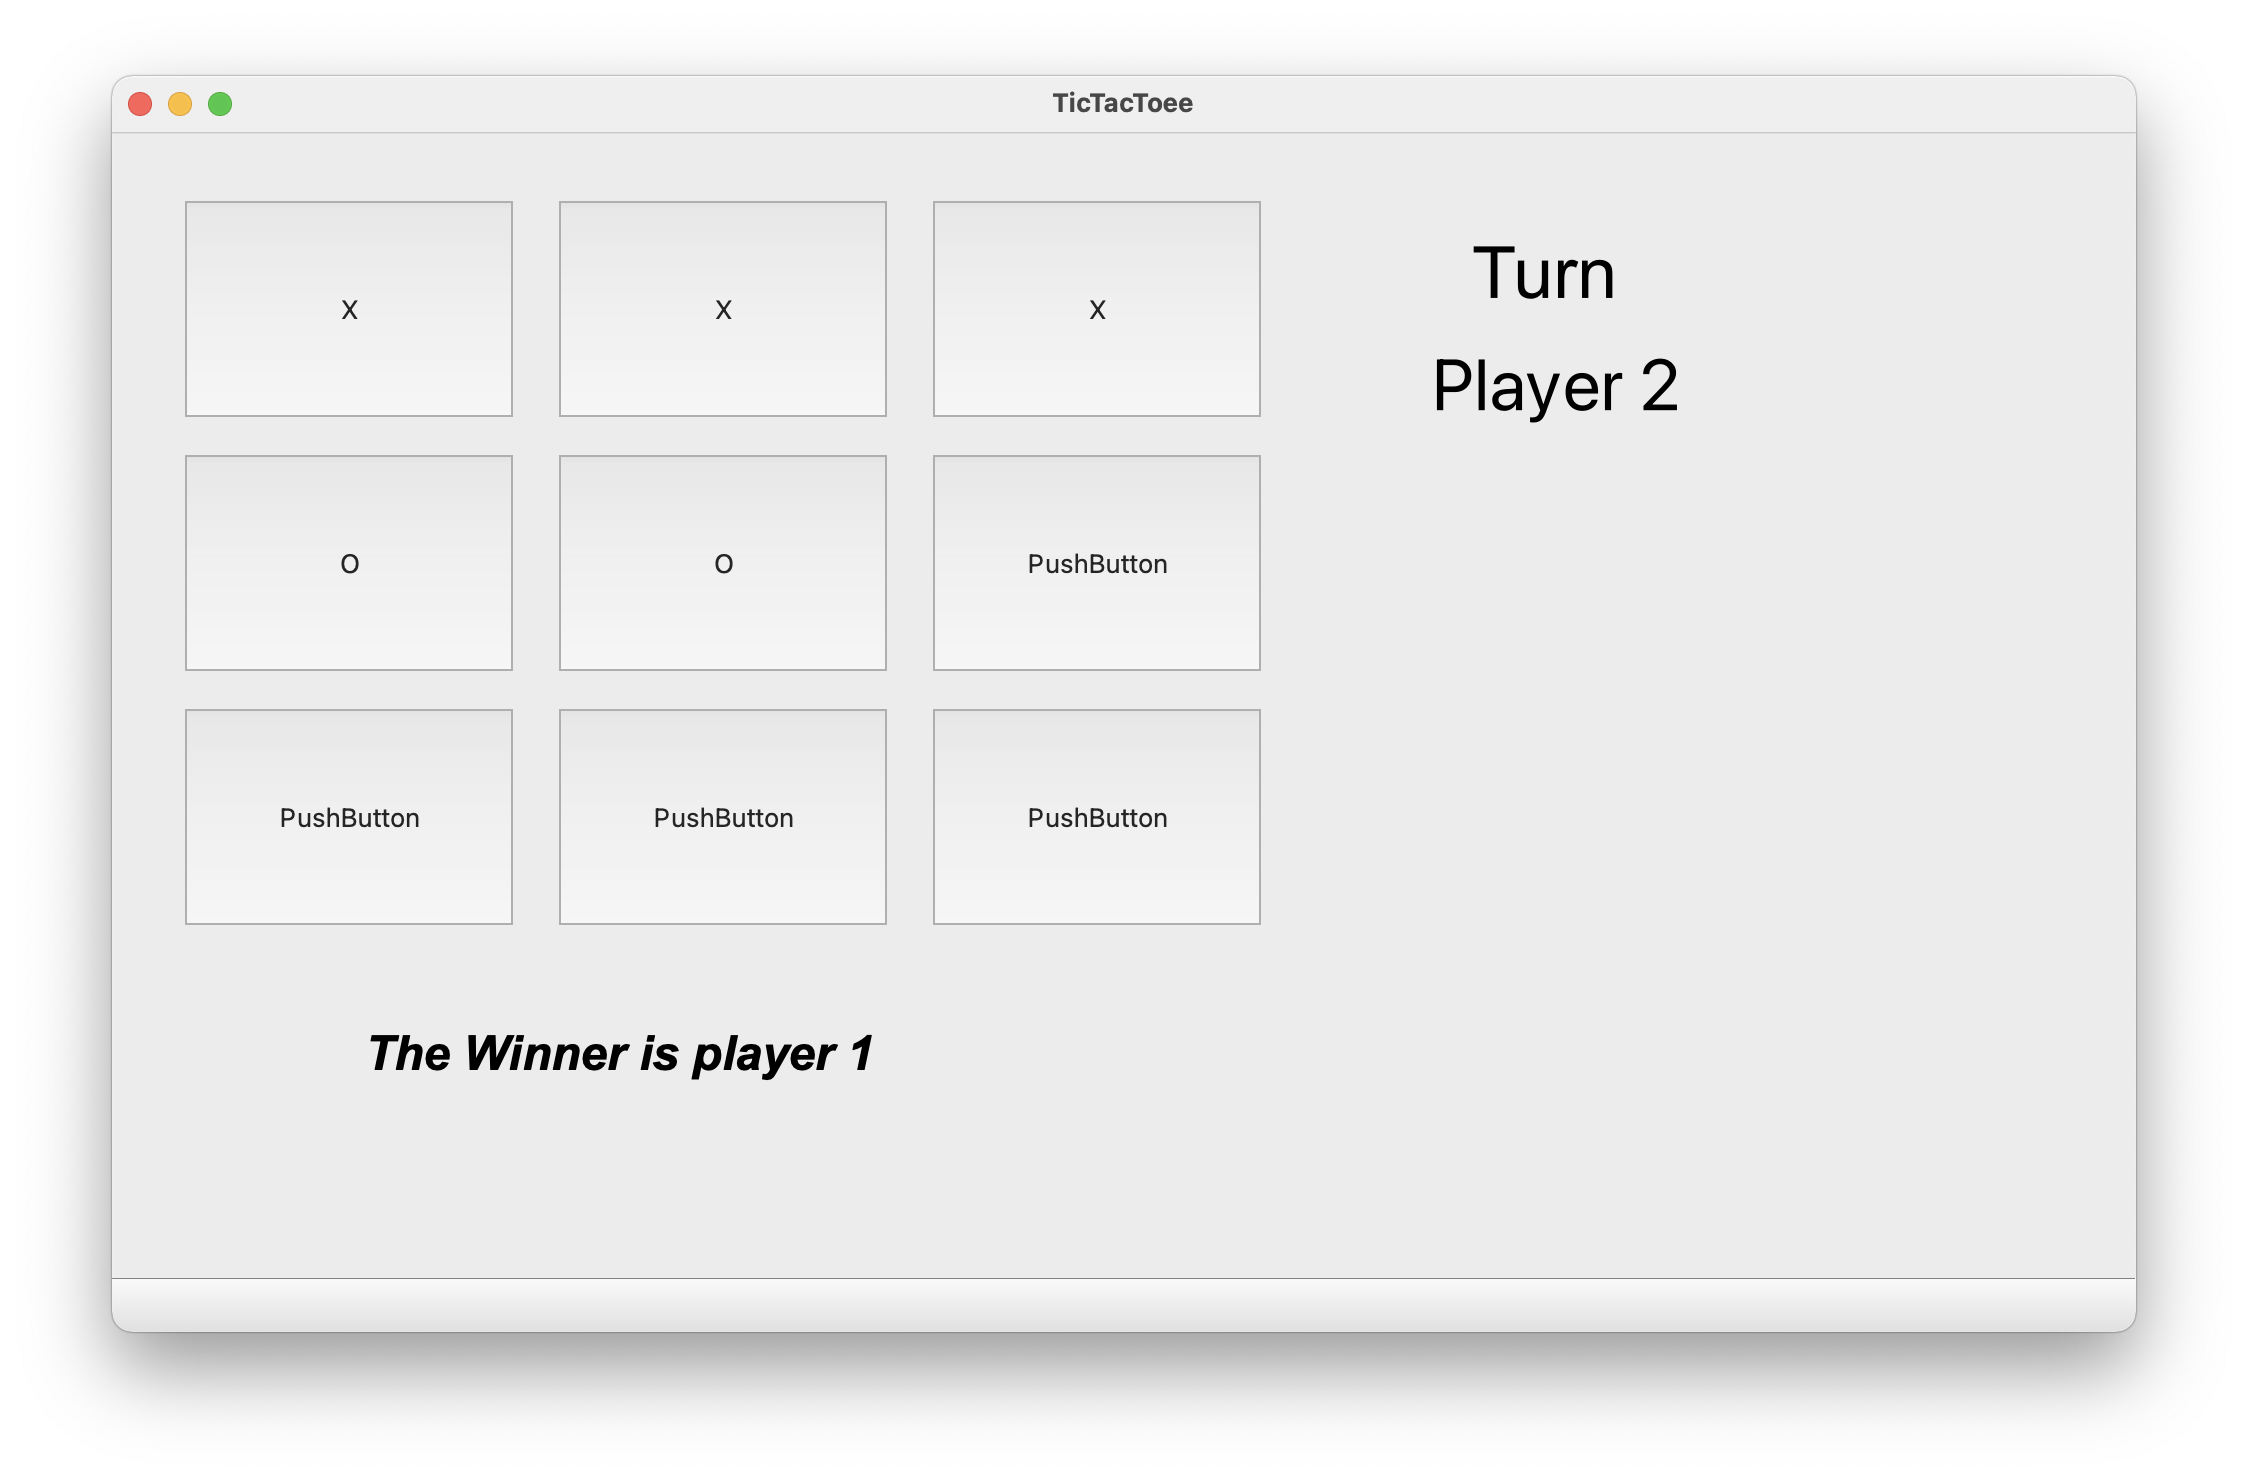 TicTacToee
X X X
Turn
Player 2
O O PushButton
PushButton PushButton PushButton
The Winner is player 1